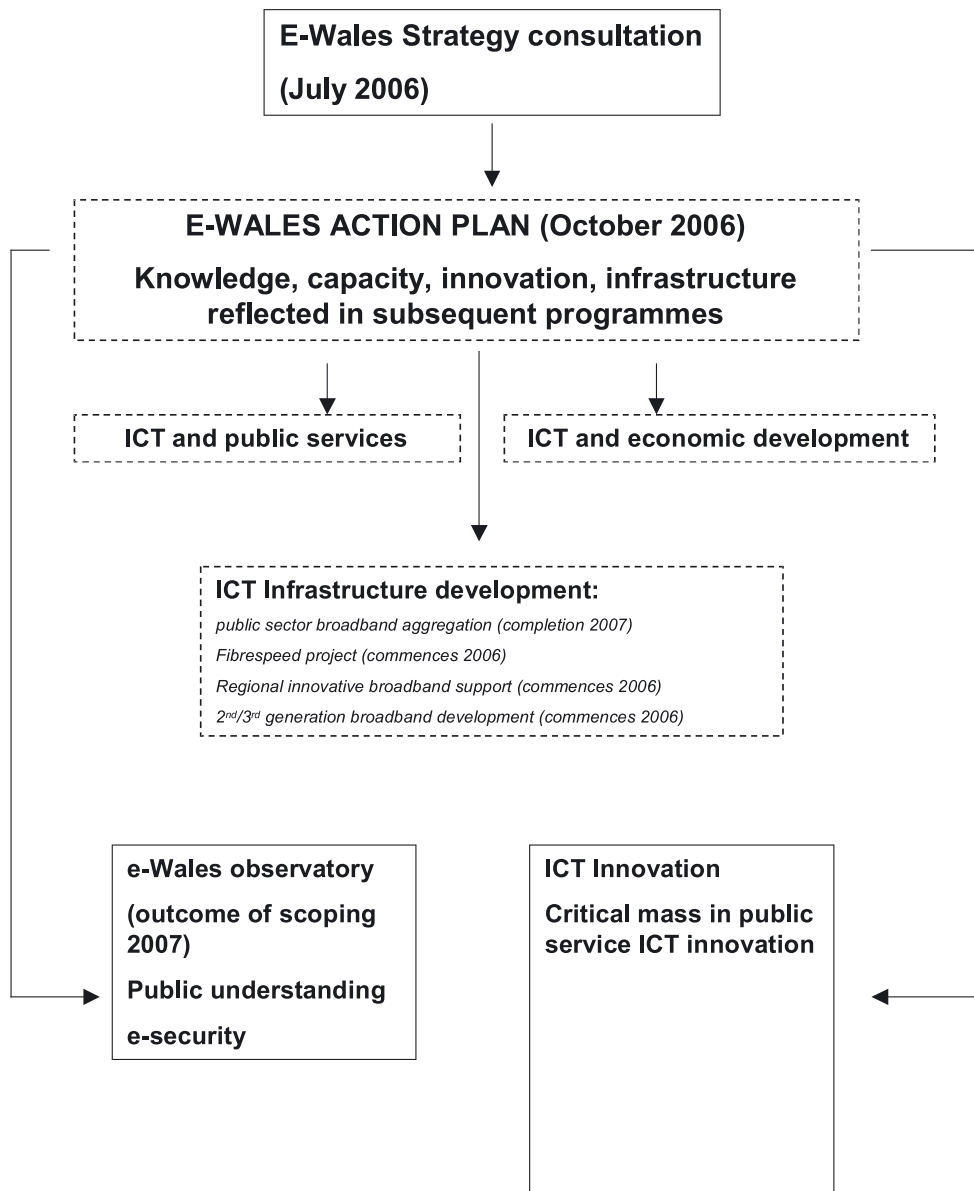 E-Wales Strategy consultation
(July 2006)
E-WALES ACTION PLAN (October 2006)
Knowledge, capacity, innovation, infrastructure
reflected in subsequent programmes
ICT and public services
ICT and economic development
ICT Infrastructure development:
public sector broadband aggregation (completion 2007)
Fibrespeed project (commences 2006)
Regional innovative broadband support (commences 2006)
2nd/3rd generation broadband development (commences 2006)
e-Wales observatory
(outcome of scoping
2007)
Public understanding
e-security
ICT Innovation
Critical mass in public
service ICT innovation